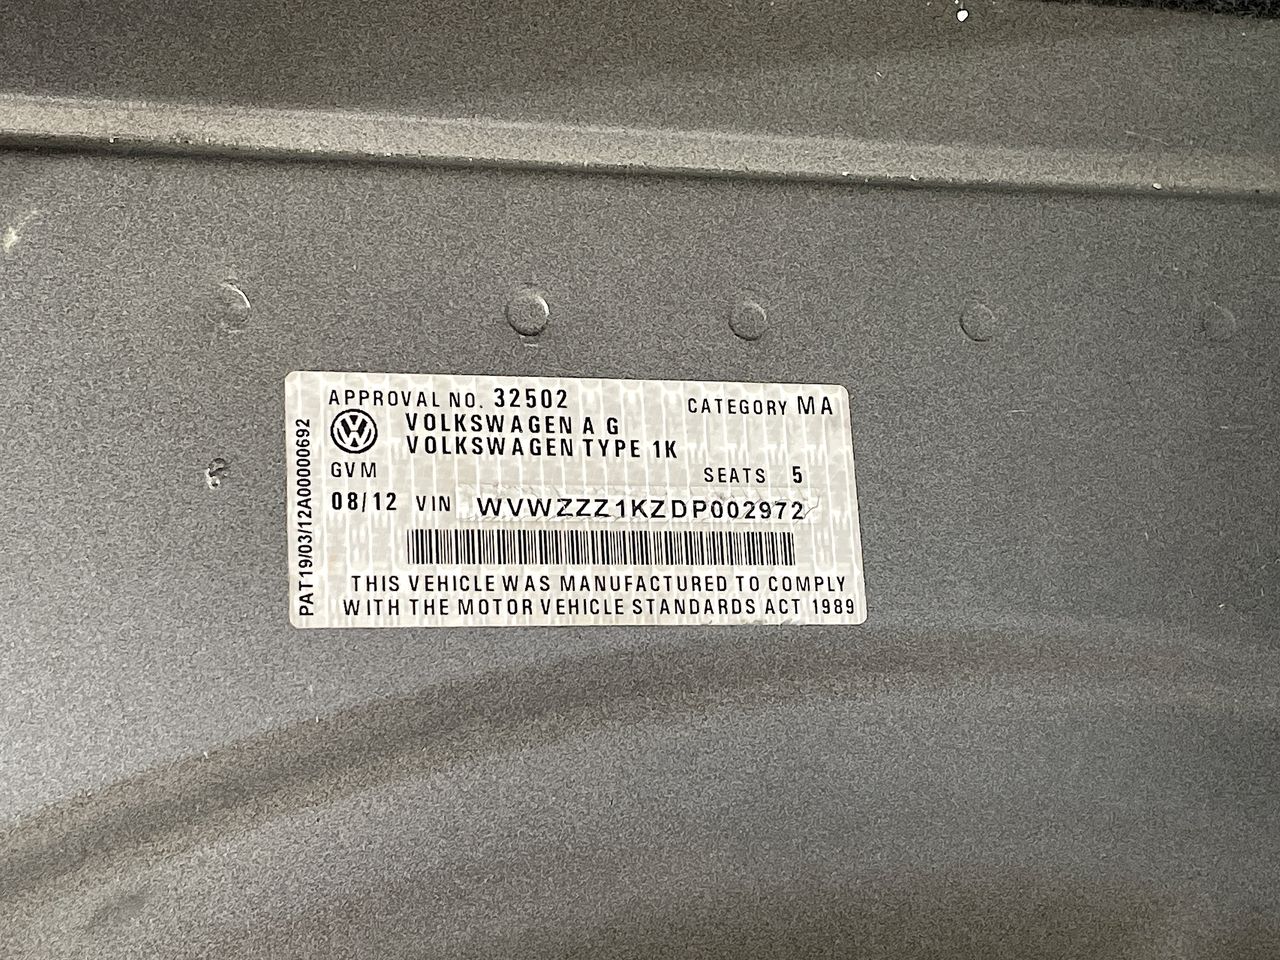 APPROVAL NO. 32502 CATEGORY MA
VOLKSWAGEN A G
VOLKSWAGEN TYPE 1K
GVM SEATS 5
08/12 VIN WVWZZZ1KZDP002972
THIS VEHICLE WAS MANUFACTURED TO COMPLY
WITH THE MOTOR VEHICLE STANDARDS ACT 1989
PAT19/03/12A00000692